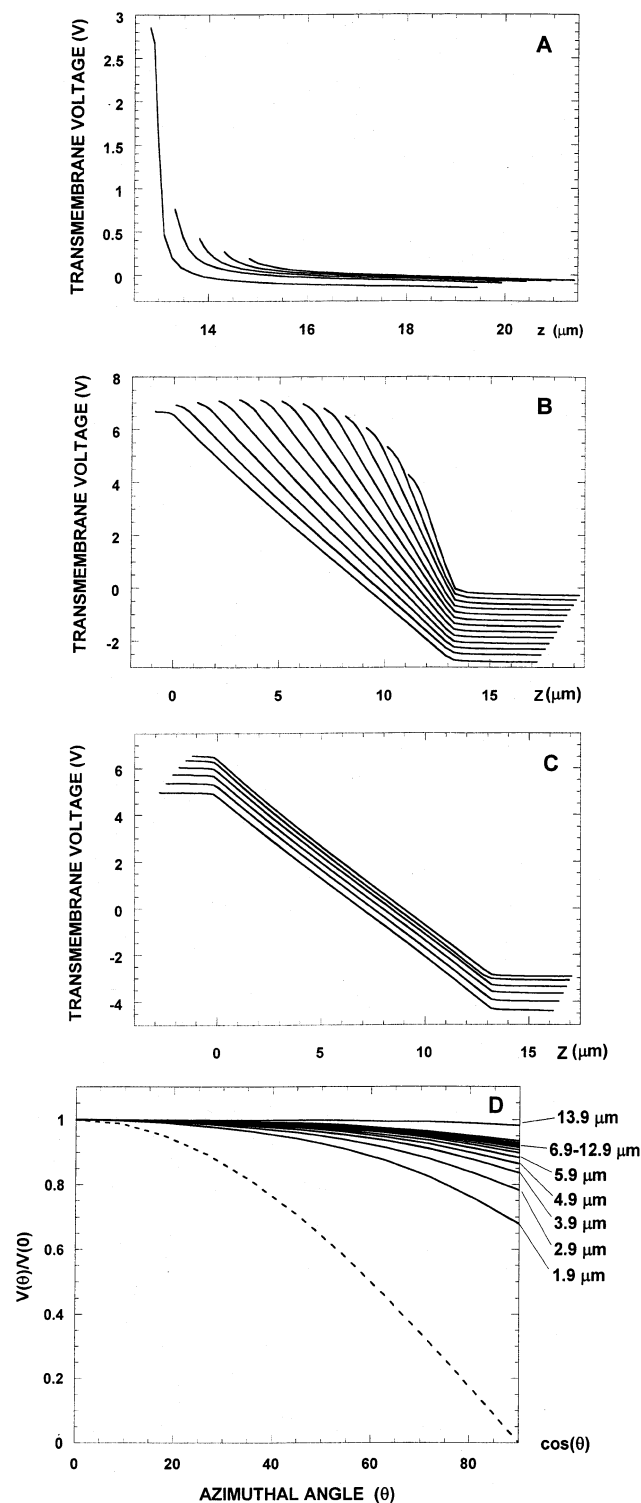 TRANSMEMBRANE VOLTAGE (V)
3
2.5
2
1.5
1
0.5
0
A
14
16
18
20
z (μm)
TRANSMEMBRANE VOLTAGE (V)
8
6
4
2
0
-2
B
0
5
10
15
Z(μm)
TRANSMEMBRANE VOLTAGE (V)
6
4
2
0
-2
-4
C
0
5
10
15
Z (μm)
V(θ)/V(0)
1
0.8
0.6
0.4
0.2
0
D
13.9 μm
6.9-12.9 μm
5.9 μm
4.9 μm
3.9 μm
2.9 μm
1.9 μm
cos(θ)
0
20
40
60
80
AZIMUTHAL ANGLE (θ)